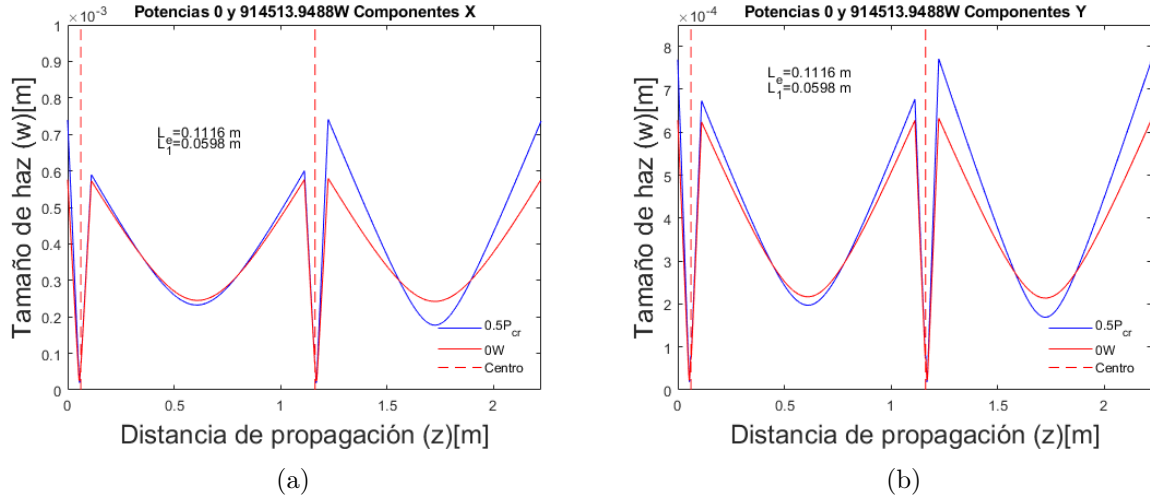 Potencias 0 y 914513.9488W Componentes X
×10⁻³
Tamaño de haz (w)[m]
1
0.9
0.8
0.7
0.6
0.5
0.4
0.3
0.2
0.1
0
Lₑ=0.1116 m
L₁=0.0598 m
0.5P_cr
0W
Centro
0 0.5 1 1.5 2
Distancia de propagación (z)[m]
(a)
Potencias 0 y 914513.9488W Componentes Y
×10⁻⁴
Tamaño de haz (w)[m]
8
7
6
5
4
3
2
1
0
Lₑ=0.1116 m
L₁=0.0598 m
0.5P_cr
0W
Centro
0 0.5 1 1.5 2
Distancia de propagación (z)[m]
(b)